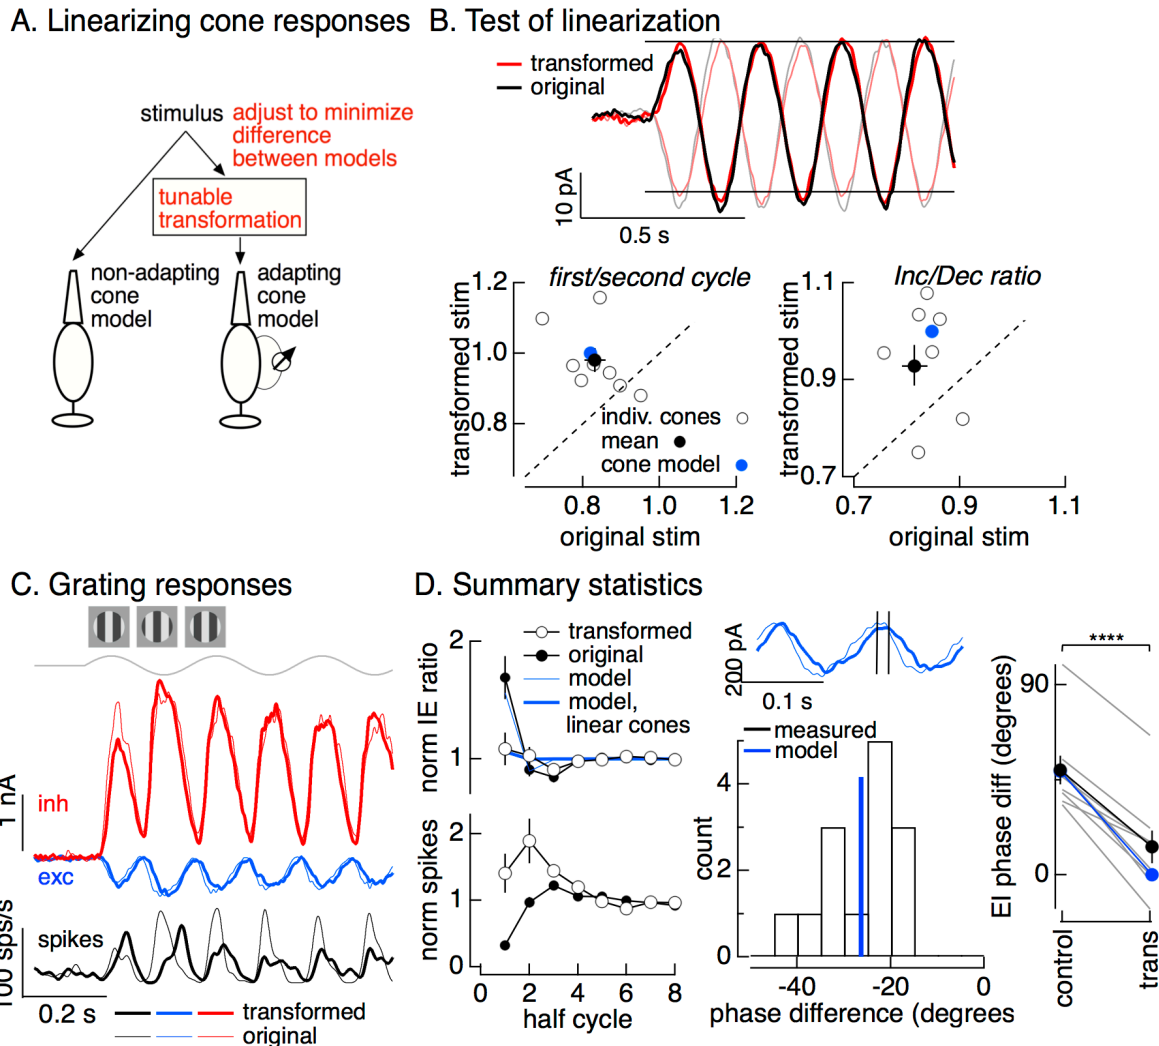 A. Linearizing cone responses
stimulus
adjust to minimize
difference
between models
tunable
transformation
non-adapting
cone
model
adapting
cone
model
B. Test of linearization
transformed
original
10 pA
0.5 s
first/second cycle
transformed stim
1.2
1.0
0.8
indiv. cones
mean
cone model
0.8 1.0 1.2
original stim
Inc/Dec ratio
transformed stim
1.1
0.9
0.7
0.7 0.9 1.1
original stim
C. Grating responses
1 nA
inh
exc
100 sps/s
spikes
0.2 s
transformed
original
D. Summary statistics
norm IE ratio
2
1
transformed
original
model
model,
linear cones
norm spikes
2
1
0
0 2 4 6 8
half cycle
200 pA
0.1 s
measured
model
count
4
2
0
-40 -20 0
phase difference (degrees
EI phase diff (degrees)
90
0
****
control
trans